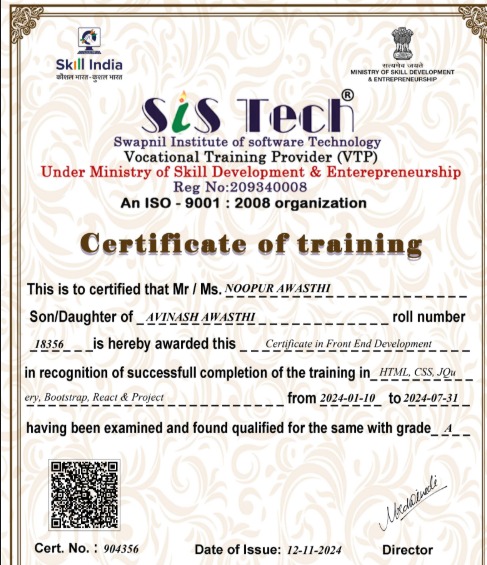 Skill India
कौशल भारत - कुशल भारत
सत्यमेव जयते
MINISTRY OF SKILL DEVELOPMENT
& ENTREPRENEURSHIP
SiS Tech®
Swapnil Institute of software Technology
Vocational Training Provider (VTP)
Under Ministry of Skill Development & Enterepreneurship
Reg No:209340008
An ISO - 9001 : 2008 organization
Certificate of training
This is to certified that Mr / Ms. NOOPUR AWASTHI
Son/Daughter of AVINASH AWASTHI roll number
18356 is hereby awarded this Certificate in Front End Development
in recognition of successfull completion of the training in HTML, CSS, JQu
ery, Bootstrap, React & Project from 2024-01-10 to 2024-07-31
having been examined and found qualified for the same with grade A
Cert. No. : 904356 Date of Issue: 12-11-2024 Director